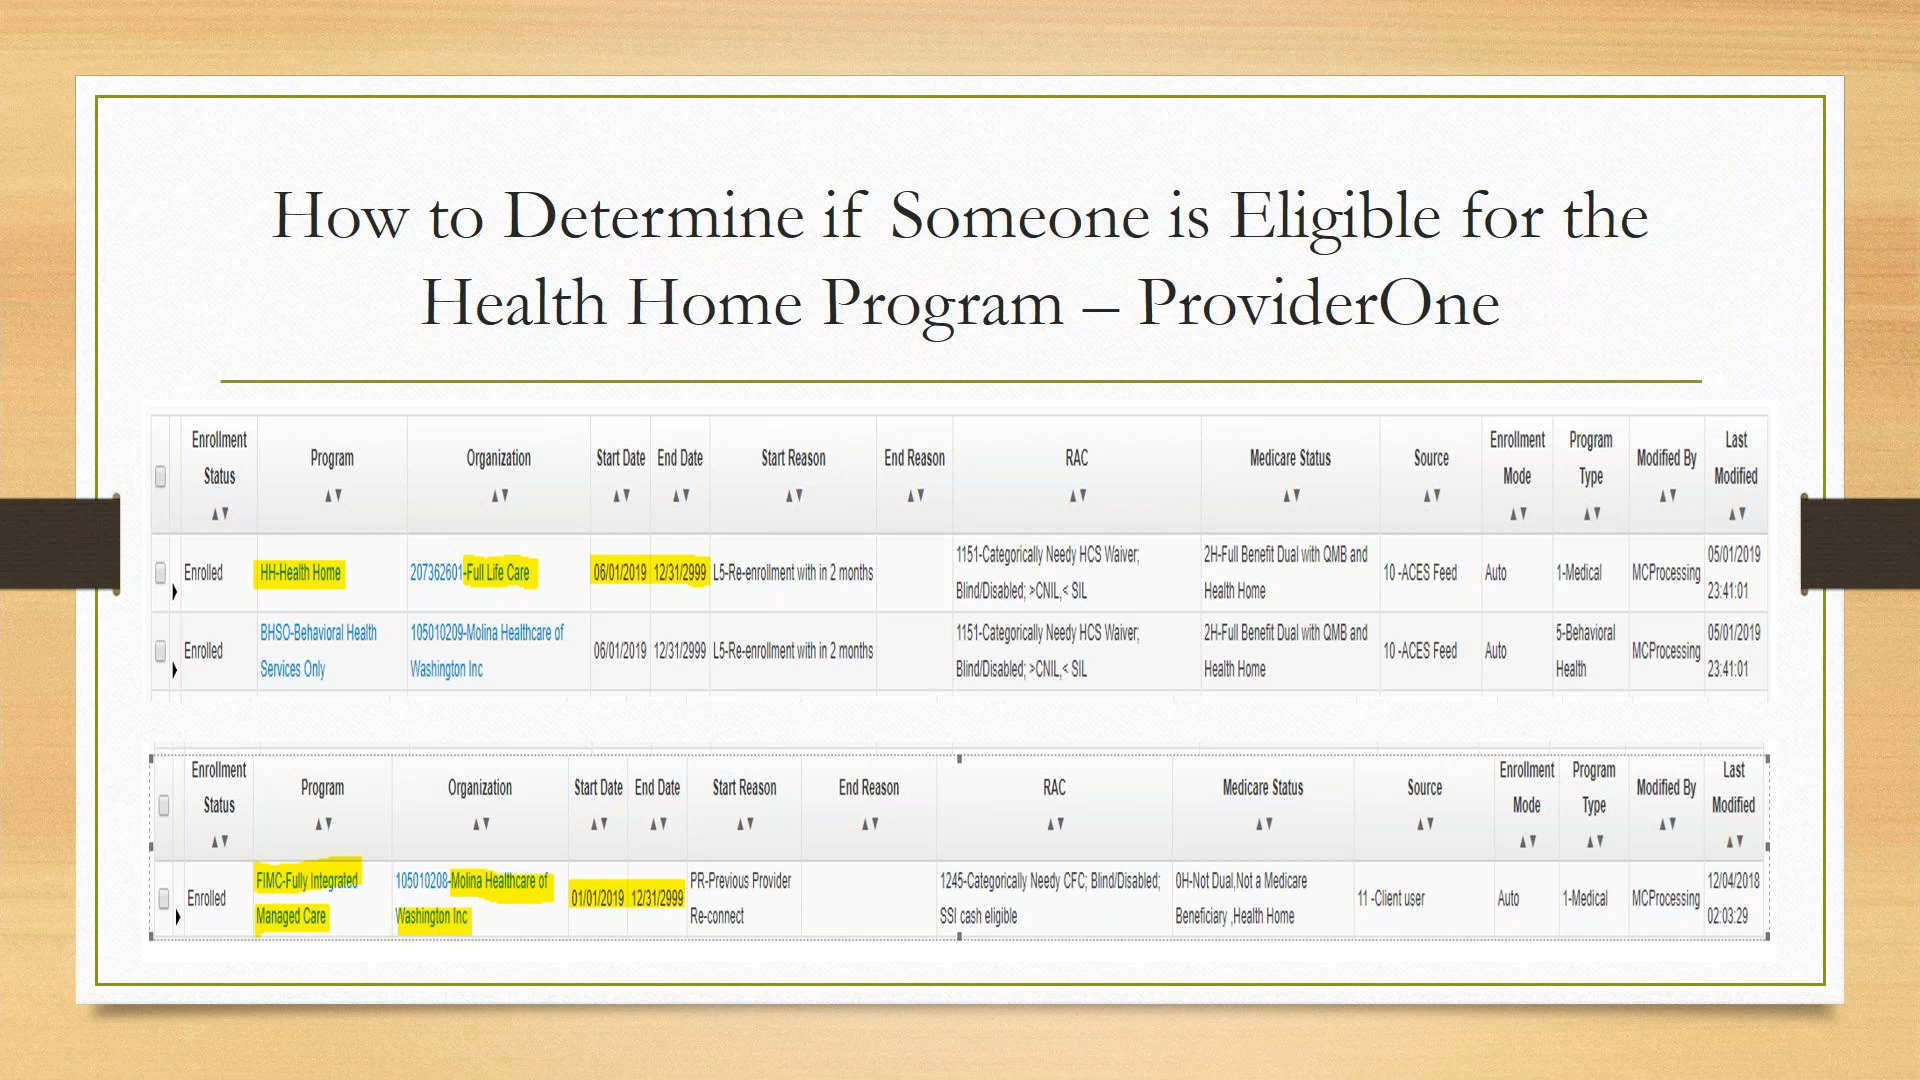 How to Determine if Someone is Eligible for the
Health Home Program – ProviderOne
Enrollment Status Program Organization Start Date End Date Start Reason End Reason RAC Medicare Status Source Enrollment Mode Program Type Modified By Last Modified
Enrolled HH-Health Home 207362601-Full Life Care 06/01/2019 12/31/2999 L5-Re-enrollment with in 2 months 1151-Categorically Needy HCS Waiver; Blind/Disabled; >CNIL,< SIL 2H-Full Benefit Dual with QMB and Health Home 10 -ACES Feed Auto 1-Medical MCProcessing 05/01/2019 23:41:01
Enrolled BHSO-Behavioral Health Services Only 105010209-Molina Healthcare of Washington Inc 06/01/2019 12/31/2999 L5-Re-enrollment with in 2 months 1151-Categorically Needy HCS Waiver; Blind/Disabled; >CNIL,< SIL 2H-Full Benefit Dual with QMB and Health Home 10 -ACES Feed Auto 5-Behavioral Health MCProcessing 05/01/2019 23:41:01
Enrollment Status Program Organization Start Date End Date Start Reason End Reason RAC Medicare Status Source Enrollment Mode Program Type Modified By Last Modified
Enrolled FIMC-Fully Integrated Managed Care 105010208-Molina Healthcare of Washington Inc 01/01/2019 12/31/2999 PR-Previous Provider Re-connect 1245-Categorically Needy CFC; Blind/Disabled; SSI cash eligible 0H-Not Dual,Not a Medicare Beneficiary ,Health Home 11 -Client user Auto 1-Medical MCProcessing 12/04/2018 02:03:29